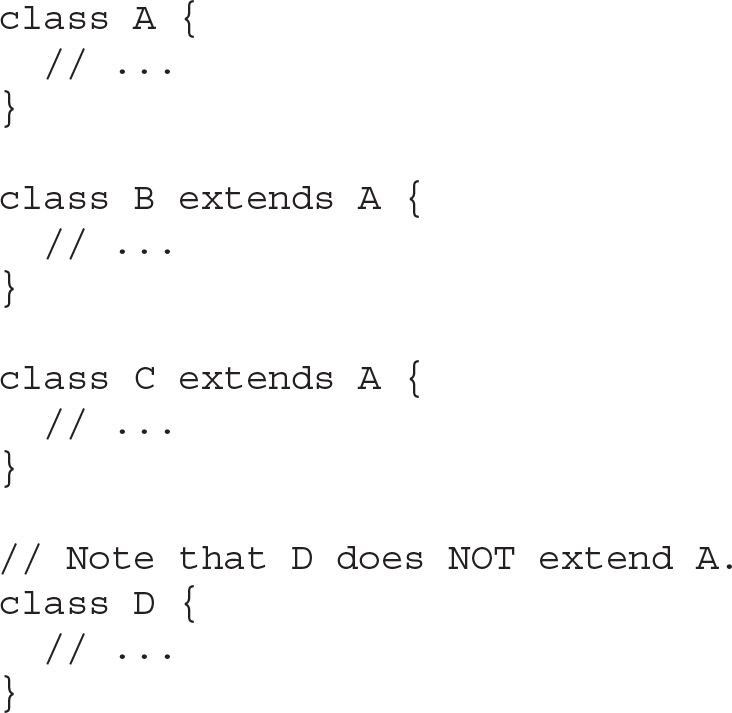 class A {
  // ...
}

class B extends A {
  // ...
}

class C extends A {
  // ...
}

// Note that D does NOT extend A.
class D {
  // ...
}